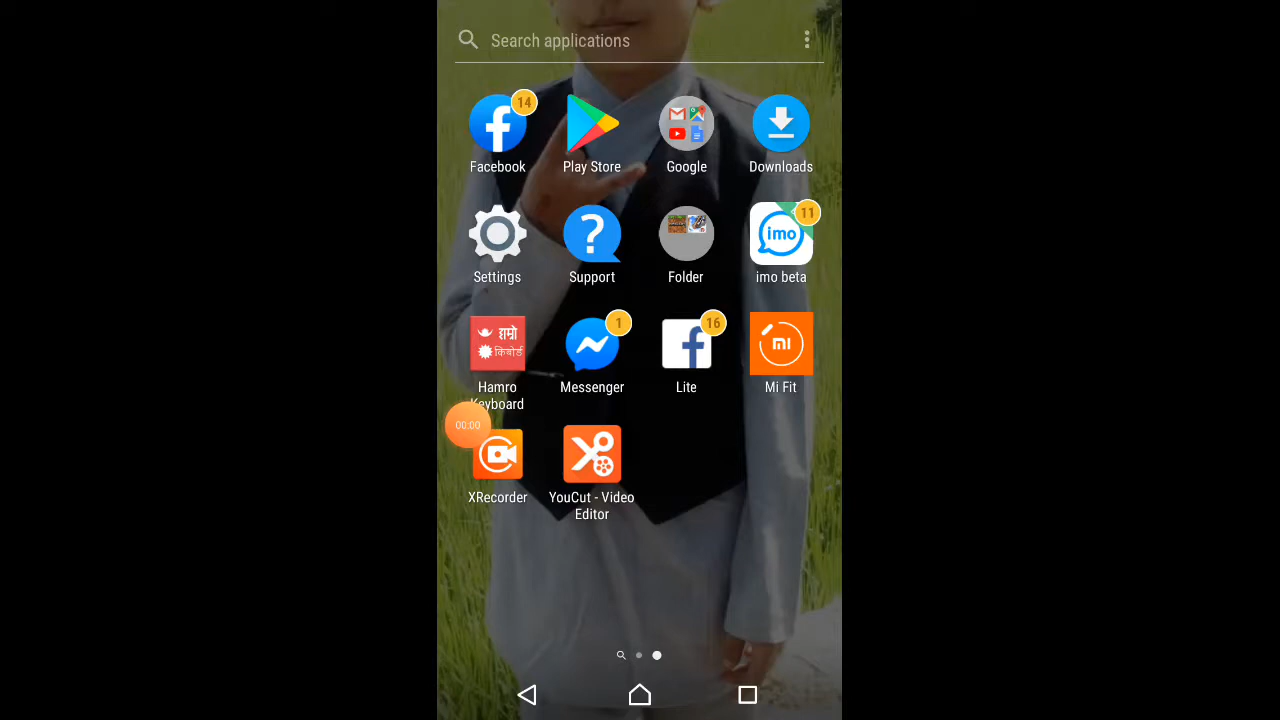 Search applications
14
Facebook
Play Store
Google
Downloads
11
imo
Settings
Support
Folder
imo beta
हाम्रो
किबोर्ड
1
16
mi
Hamro
Keyboard
Messenger
Lite
Mi Fit
00:00
XRecorder
YouCut - Video
Editor